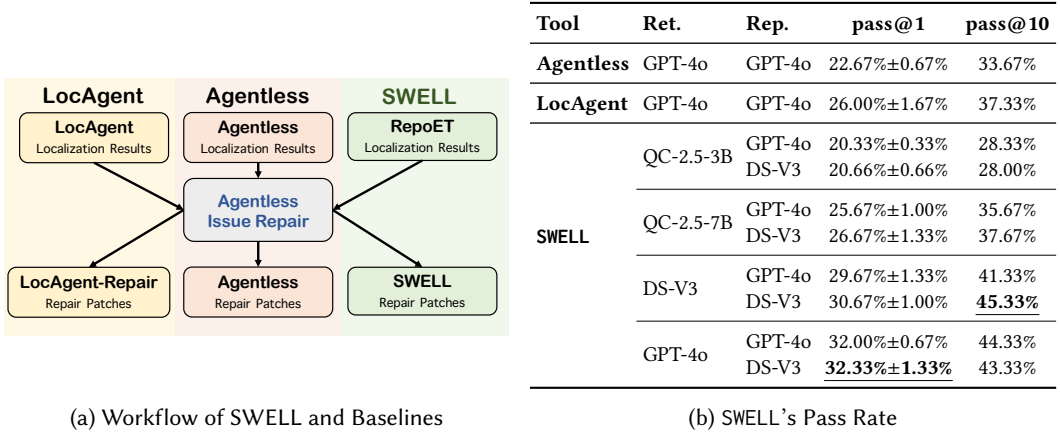 LocAgent Agentless SWELL
LocAgent
Localization Results
Agentless
Localization Results
RepoET
Localization Results
Agentless
Issue Repair
LocAgent-Repair
Repair Patches
Agentless
Repair Patches
SWELL
Repair Patches
(a) Workflow of SWELL and Baselines
Tool Ret. Rep. pass@1 pass@10
Agentless GPT-4o GPT-4o 22.67%±0.67% 33.67%
LocAgent GPT-4o GPT-4o 26.00%±1.67% 37.33%
SWELL
QC-2.5-3B
GPT-4o 20.33%±0.33% 28.33%
DS-V3 20.66%±0.66% 28.00%
QC-2.5-7B
GPT-4o 25.67%±1.00% 35.67%
DS-V3 26.67%±1.33% 37.67%
DS-V3
GPT-4o 29.67%±1.33% 41.33%
DS-V3 30.67%±1.00% 45.33%
GPT-4o
GPT-4o 32.00%±0.67% 44.33%
DS-V3 32.33%±1.33% 43.33%
(b) SWELL's Pass Rate